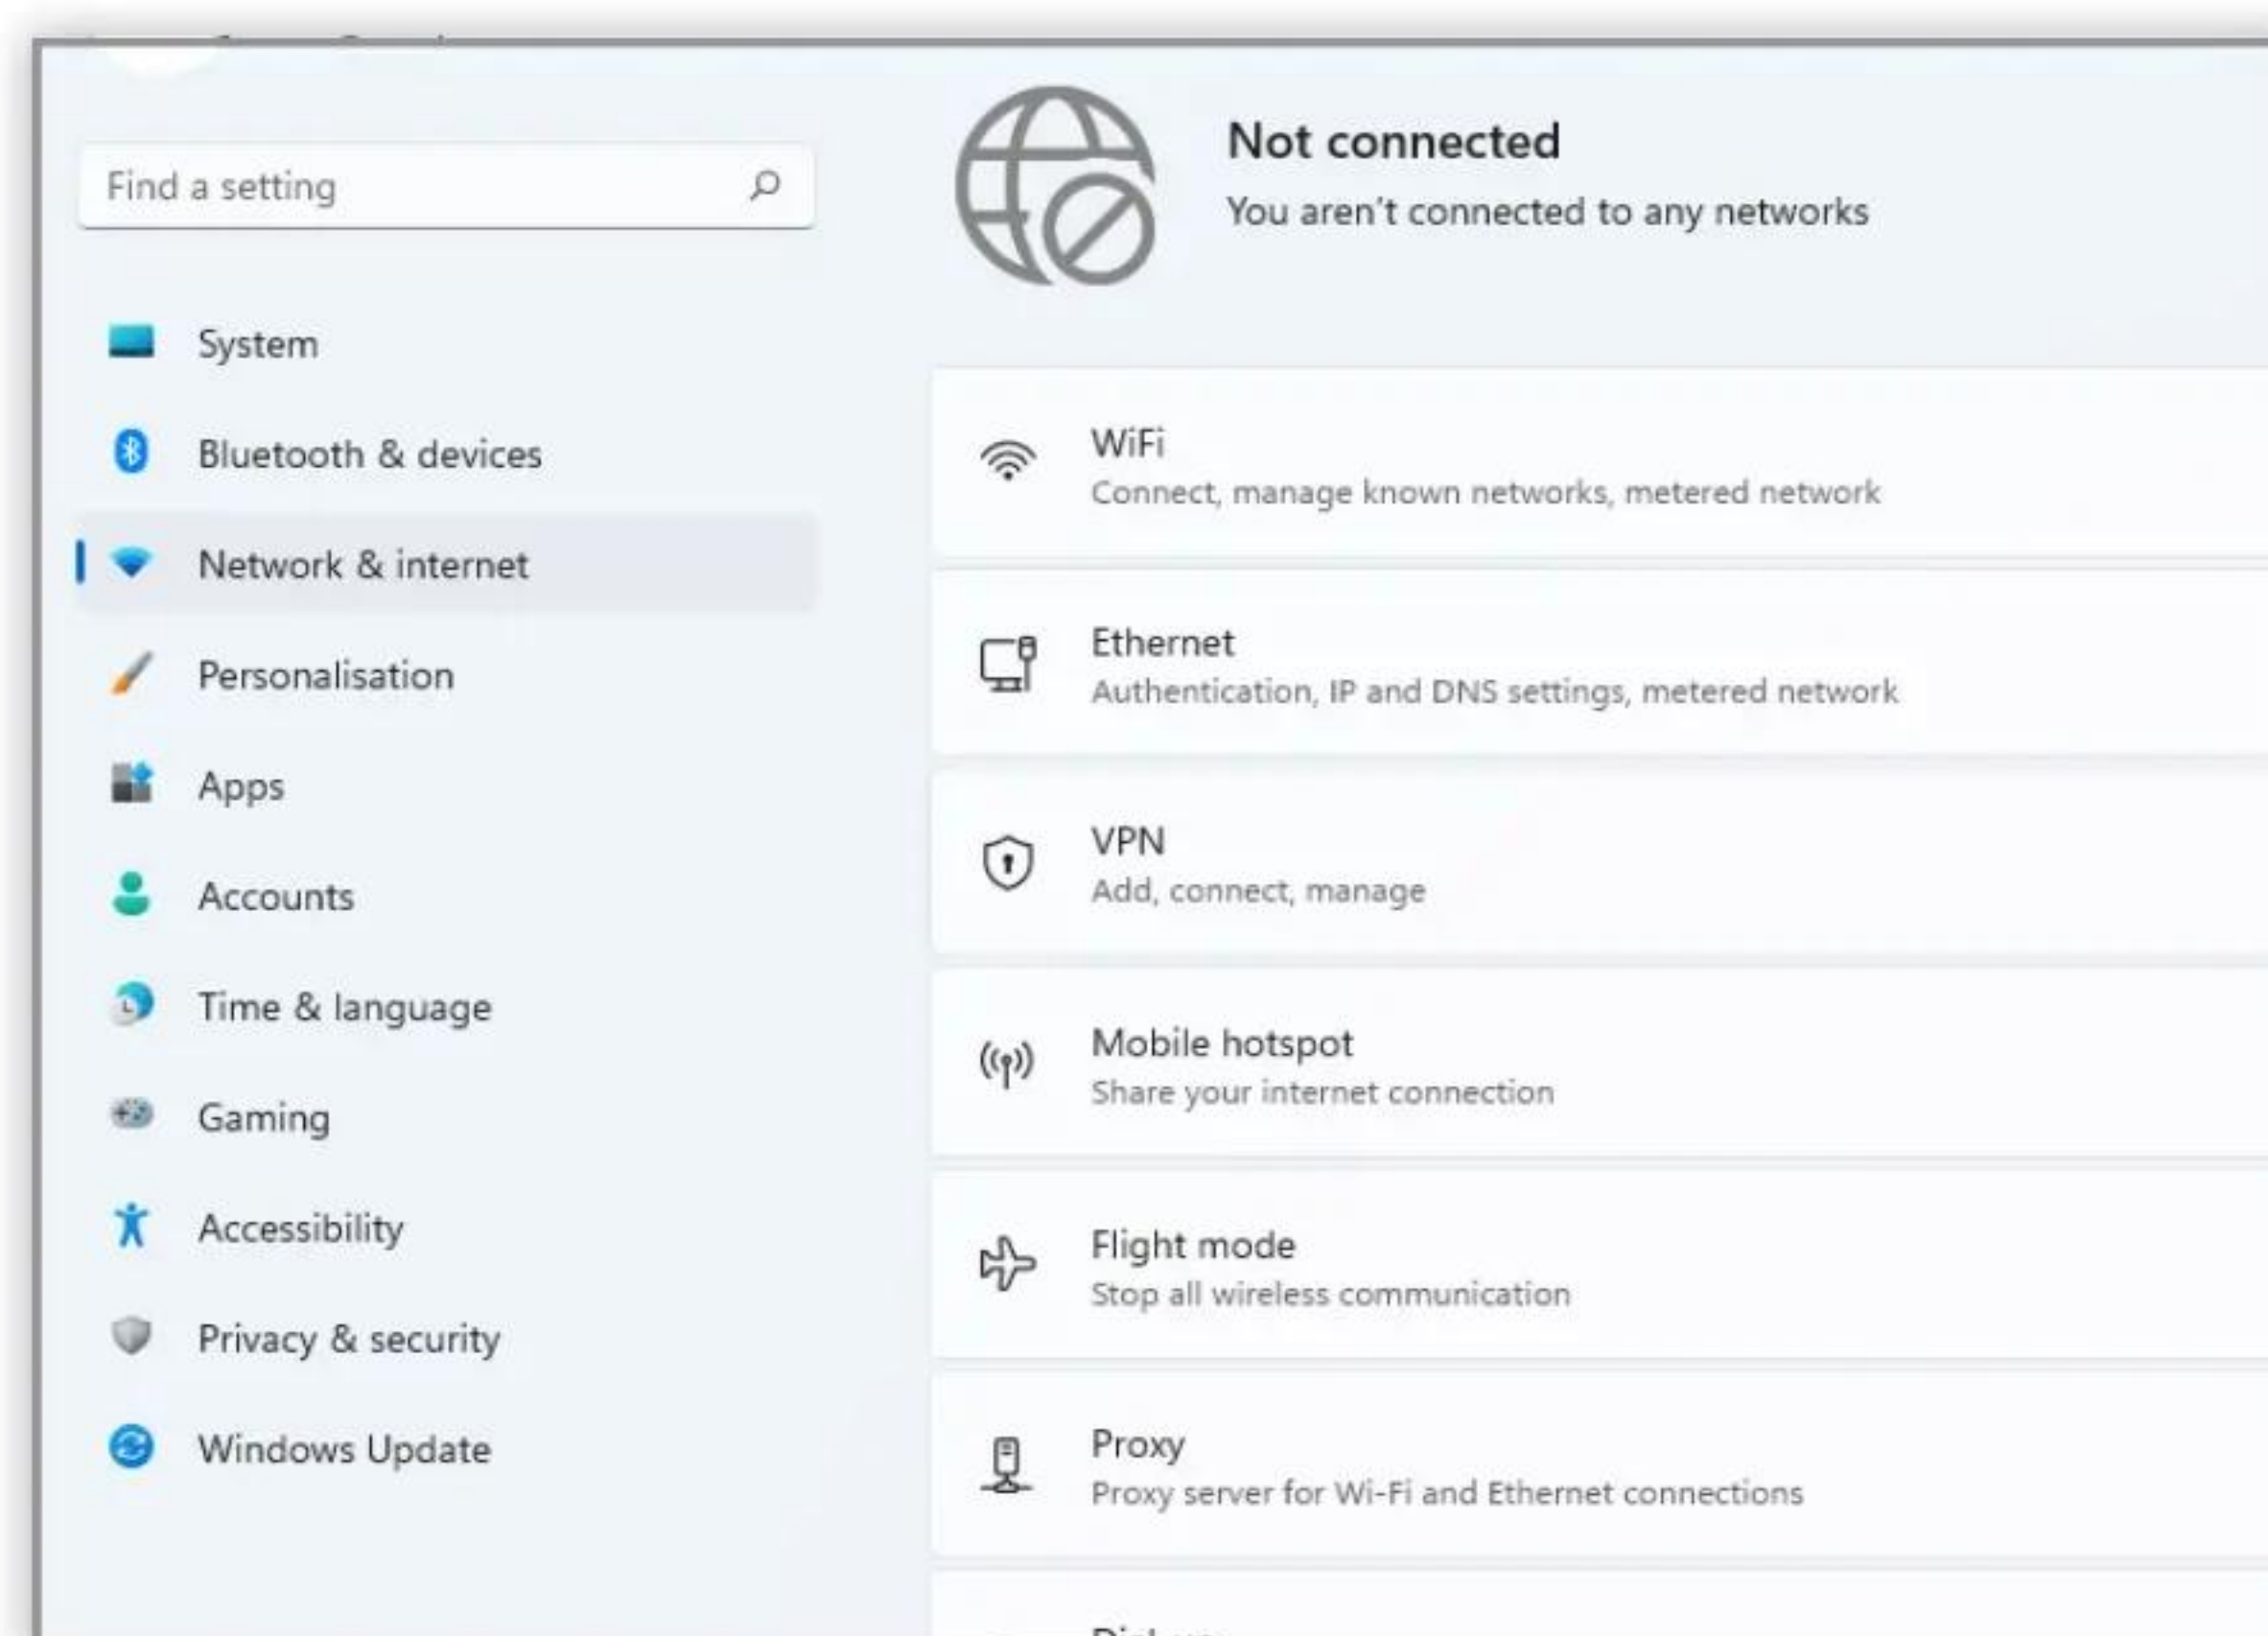 Find a setting
System
Bluetooth & devices
Network & internet
Personalisation
Apps
Accounts
Time & language
Gaming
Accessibility
Privacy & security
Windows Update
Not connected
You aren't connected to any networks
WiFi
Connect, manage known networks, metered network
Ethernet
Authentication, IP and DNS settings, metered network
VPN
Add, connect, manage
Mobile hotspot
Share your internet connection
Flight mode
Stop all wireless communication
Proxy
Proxy server for Wi-Fi and Ethernet connections